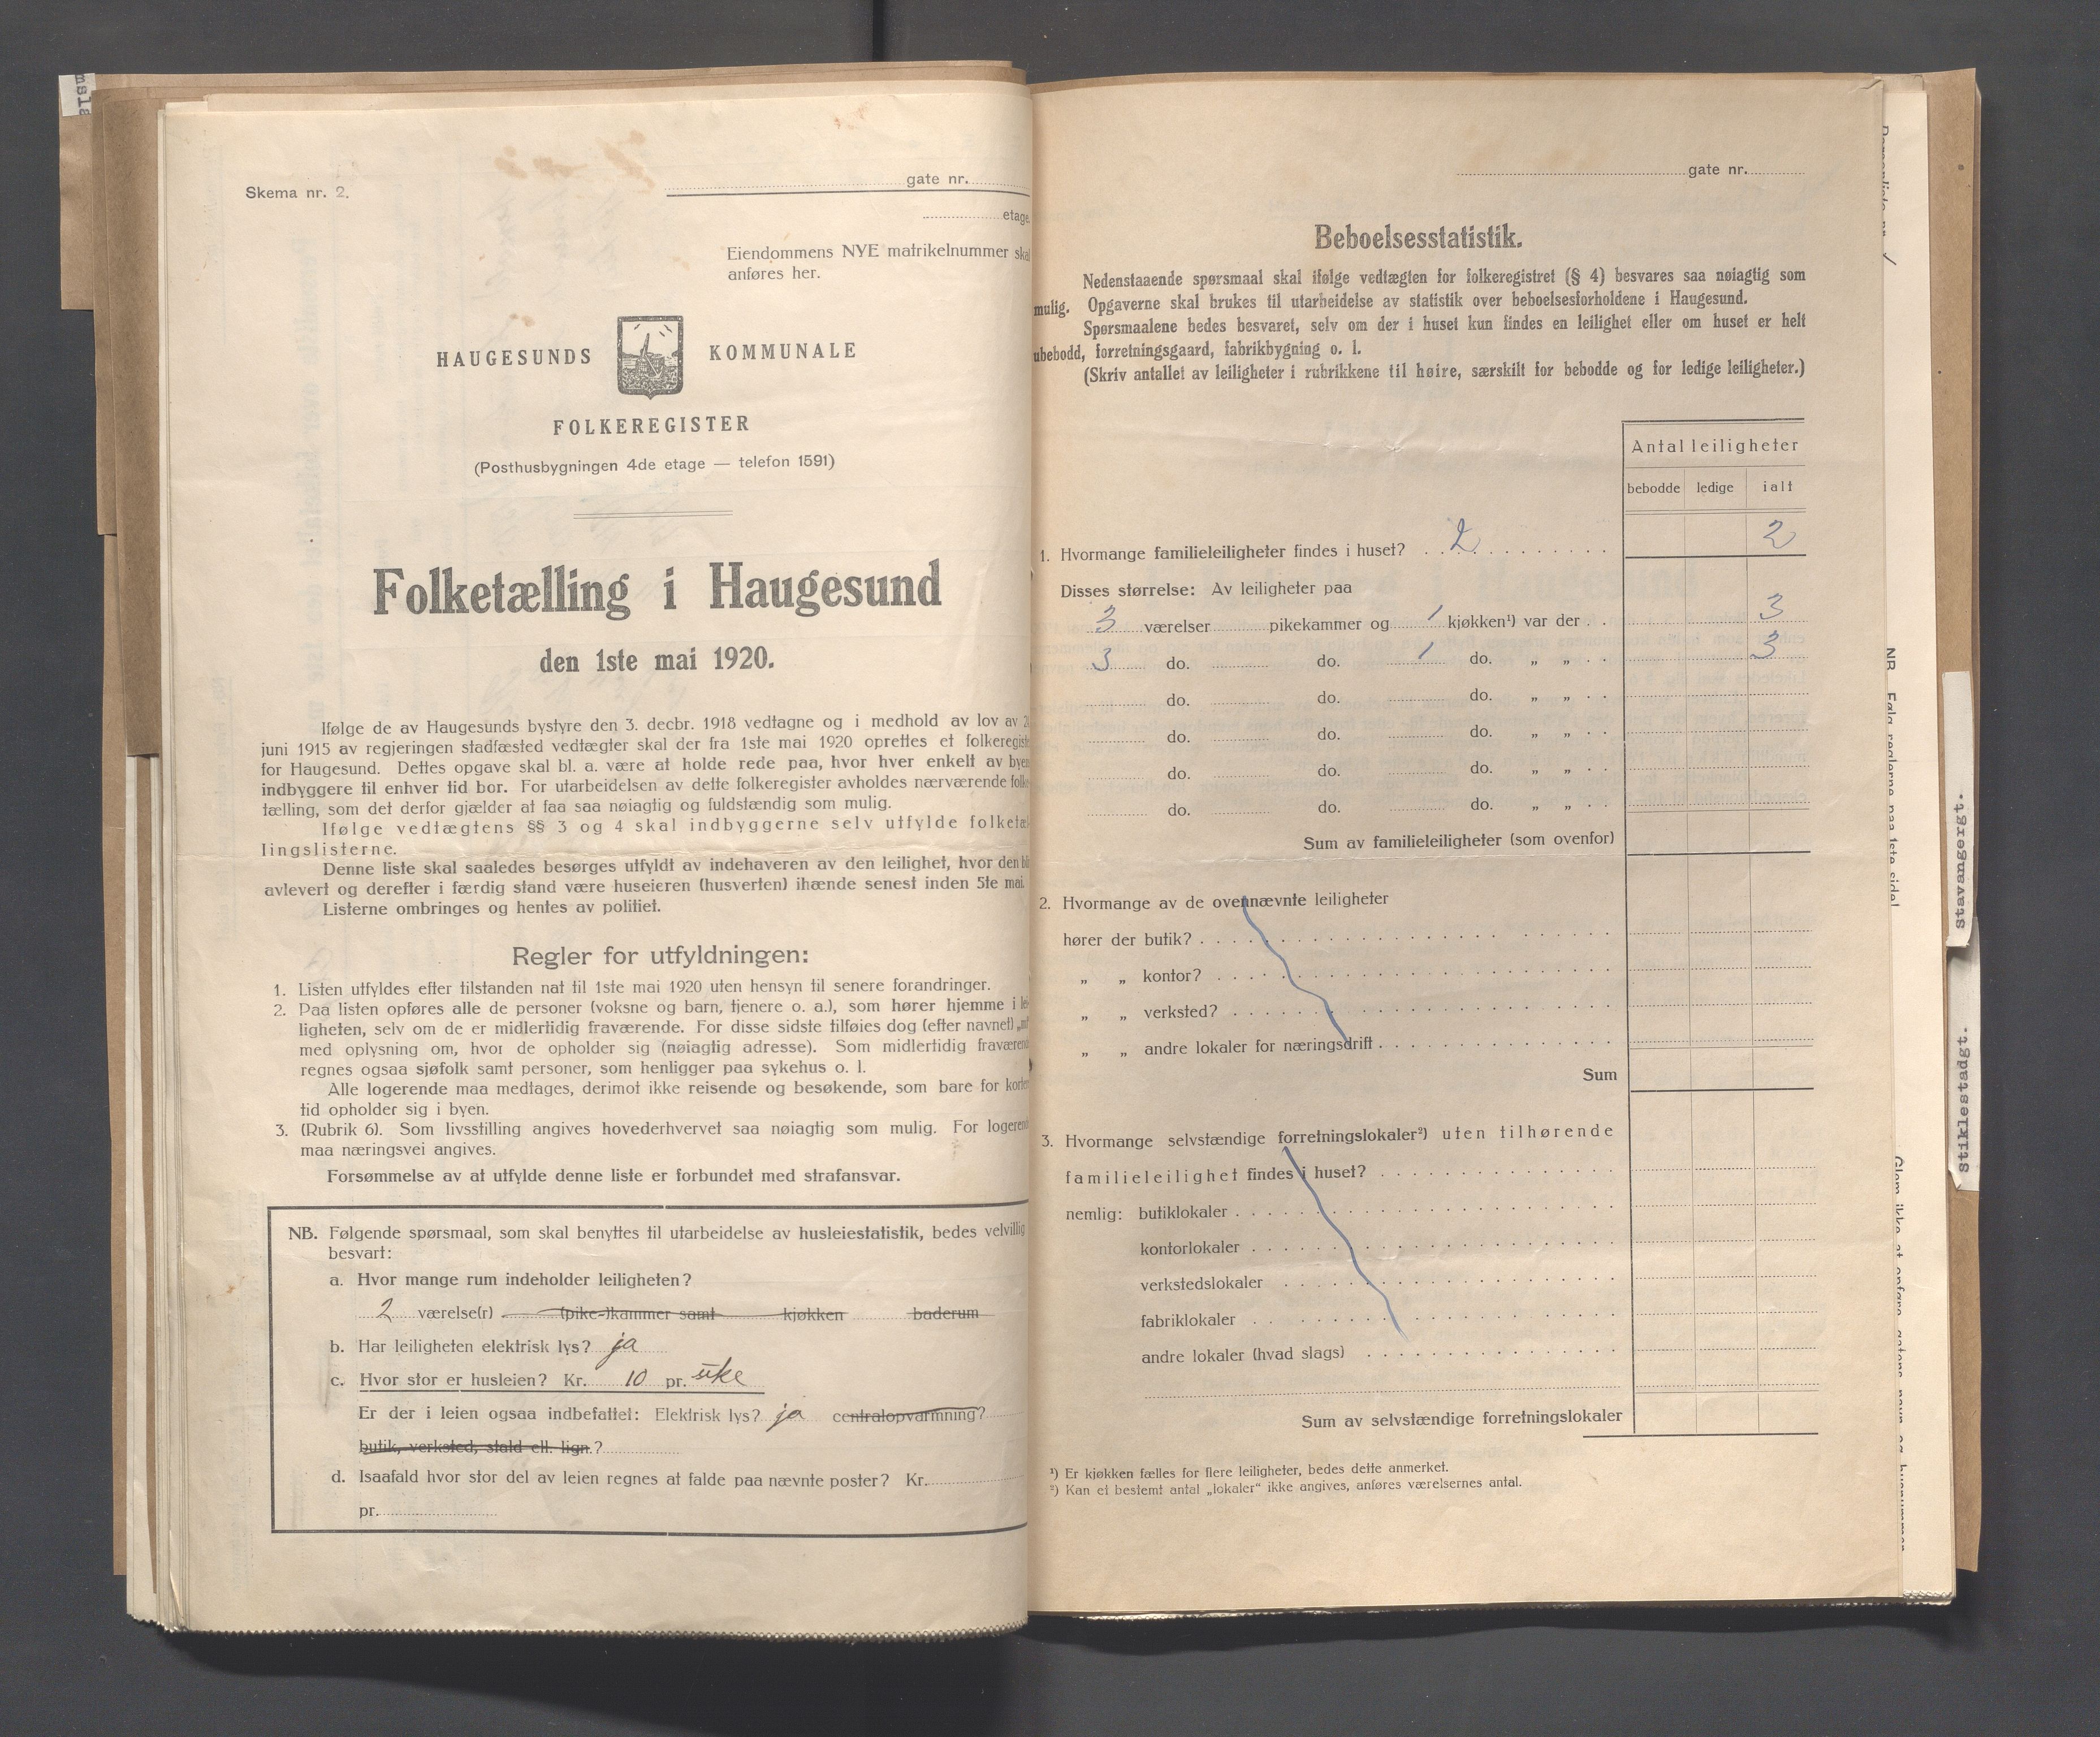 Skema nr. 2.
gate nr.
etage.
Eiendommens NYE matrikelnummer skal
anføres her.
HAUGESUNDS KOMMUNALE
FOLKEREGISTER
(Posthusbygningen 4de etage — telefon 1591)
Folketælling i Haugesund
den 1ste mai 1920.
Ifølge de av Haugesunds bystyre den 3. decbr. 1918 vedtagne og i medhold av lov av
juni 1915 av regjeringen stadfæsted vedtægter skal der fra 1ste mai 1920 oprettes et folkeregiste
for Haugesund. Dettes opgave skal bl. a. være at holde rede paa, hvor hver enkelt av byen
indbyggere til enhver tid bor. For utarbeidelsen av dette folkeregister avholdes nærværende folke
tælling, som det derfor gjælder at faa saa nøiagtig og fuldstændig som mulig.
Ifølge vedtægtens §§ 3 og 4 skal indbyggerne selv utfylde folketæl
lingslisterne.
Denne liste skal saaledes besørges utfyldt av indehaveren av den leilighet, hvor den bli
avlevert og derefter i færdig stand være huseieren (husverten) ihænde senest inden 5te mai.
Listerne ombringes og hentes av politiet.
Regler for utfyldningen:
1. Listen utfyldes efter tilstanden nat til 1ste mai 1920 uten hensyn til senere forandringer.
2. Paa listen opføres alle de personer (voksne og barn, tjenere o. a.), som hører hjemme i lei
ligheten, selv om de er midlertidig fraværende. For disse sidste tilføies dog (efter navnet) „mf
med oplysning om, hvor de opholder sig (nøiagtig adresse). Som midlertidig fraværend
regnes ogsaa sjøfolk samt personer, som henligger paa sykehus o. l.
Alle logerende maa medtages, derimot ikke reisende og besøkende, som bare for korter
tid opholder sig i byen.
3. (Rubrik 6). Som livsstilling angives hovederhvervet saa nøiagtig som mulig. For logerend
maa næringsvei angives.
Forsømmelse av at utfylde denne liste er forbundet med strafansvar.
NB. Følgende spørsmaal, som skal benyttes til utarbeidelse av husleiestatistik, bedes velvillig
besvart:
a. Hvor mange rum indeholder leiligheten?
2 værelse(r) (pike-)kammer samt kjøkken baderum
b. Har leiligheten elektrisk lys? ja
c. Hvor stor er husleien? Kr. 10 pr. uke
Er der i leien ogsaa indbefattet: Elektrisk lys? ja centralopvarmning?
butik, verksted, stald ell. lign.?
d. Isaafald hvor stor del av leien regnes at falde paa nævnte poster? Kr.
pr.
gate nr.
Beboelsesstatistik.
Nedenstaaende spørsmaal skal ifølge vedtægten for folkeregistret (§ 4) besvares saa nøiagtig som
mulig. Opgaverne skal brukes til utarbeidelse av statistik over beboelsesforholdene i Haugesund.
Spørsmaalene bedes besvaret, selv om der i huset kun findes en leilighet eller om huset er helt
ubebodd, forretningsgaard, fabrikbygning o. l.
(Skriv antallet av leiligheter i rubrikkene til høire, særskilt for bebodde og for ledige leiligheter.)
Antal leiligheter
bebodde ledige ialt
1. Hvormange familieleiligheter findes i huset? 2 2
Disses størrelse: Av leiligheter paa
3 værelser pikekammer og 1 kjøkken¹) var der 3
3 do. do. 1 do. „ „ 3
do. do. do. „ „
do. do. do. „ „
do. do. do. „ „
do. do. do. „ „
Sum av familieleiligheter (som ovenfor)
2. Hvormange av de ovennævnte leiligheter
hører der butik?
„ „ kontor?
„ „ verksted?
„ „ andre lokaler for næringsdrift
Sum
3. Hvormange selvstændige forretningslokaler²) uten tilhørende
familieleilighet findes i huset?
nemlig: butiklokaler
kontorlokaler
verkstedslokaler
fabriklokaler
andre lokaler (hvad slags)
Sum av selvstændige forretningslokaler
¹) Er kjøkken fælles for flere leiligheter, bedes dette anmerket.
²) Kan et bestemt antal „lokaler“ ikke angives, anføres værelsernes antal.
stavangergt.
Stiklestadgt.